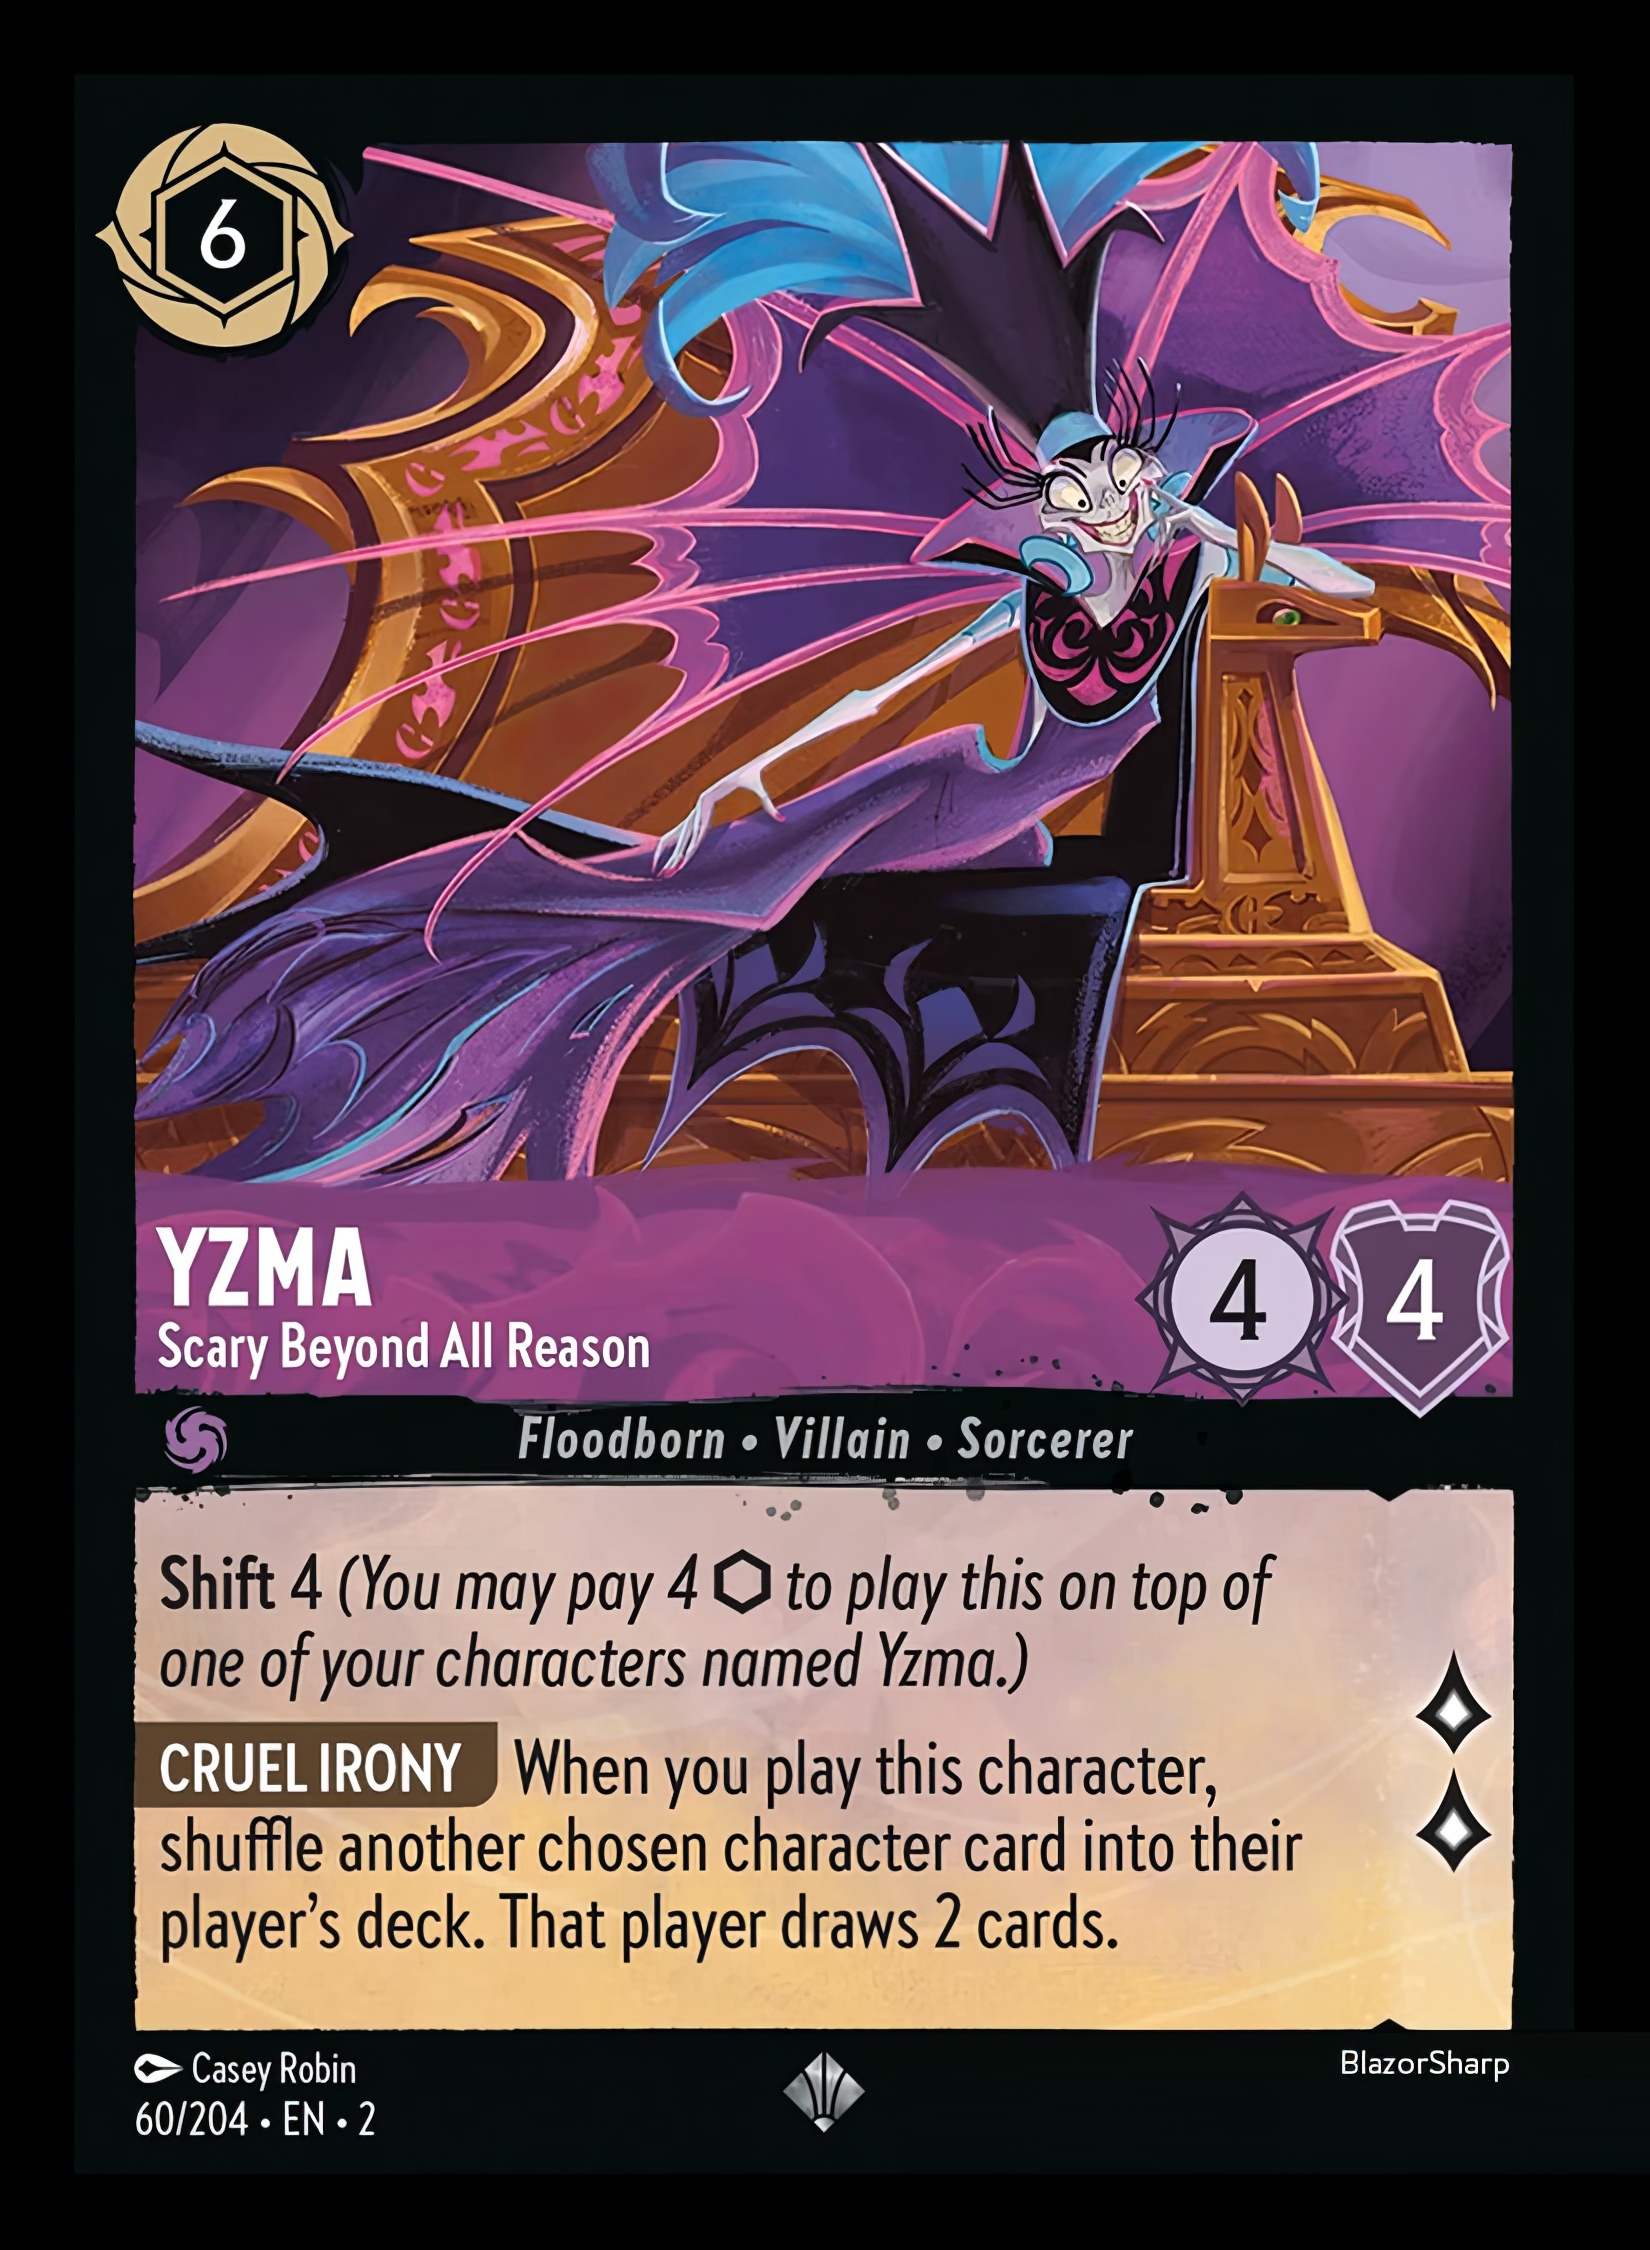 6
YZMA
Scary Beyond All Reason
4 4
Floodborn • Villain • Sorcerer
Shift 4 (You may pay 4 ⬡ to play this on top of
one of your characters named Yzma.)
CRUEL IRONY When you play this character,
shuffle another chosen character card into their
player’s deck. That player draws 2 cards.
Casey Robin
60/204 • EN • 2
BlazorSharp